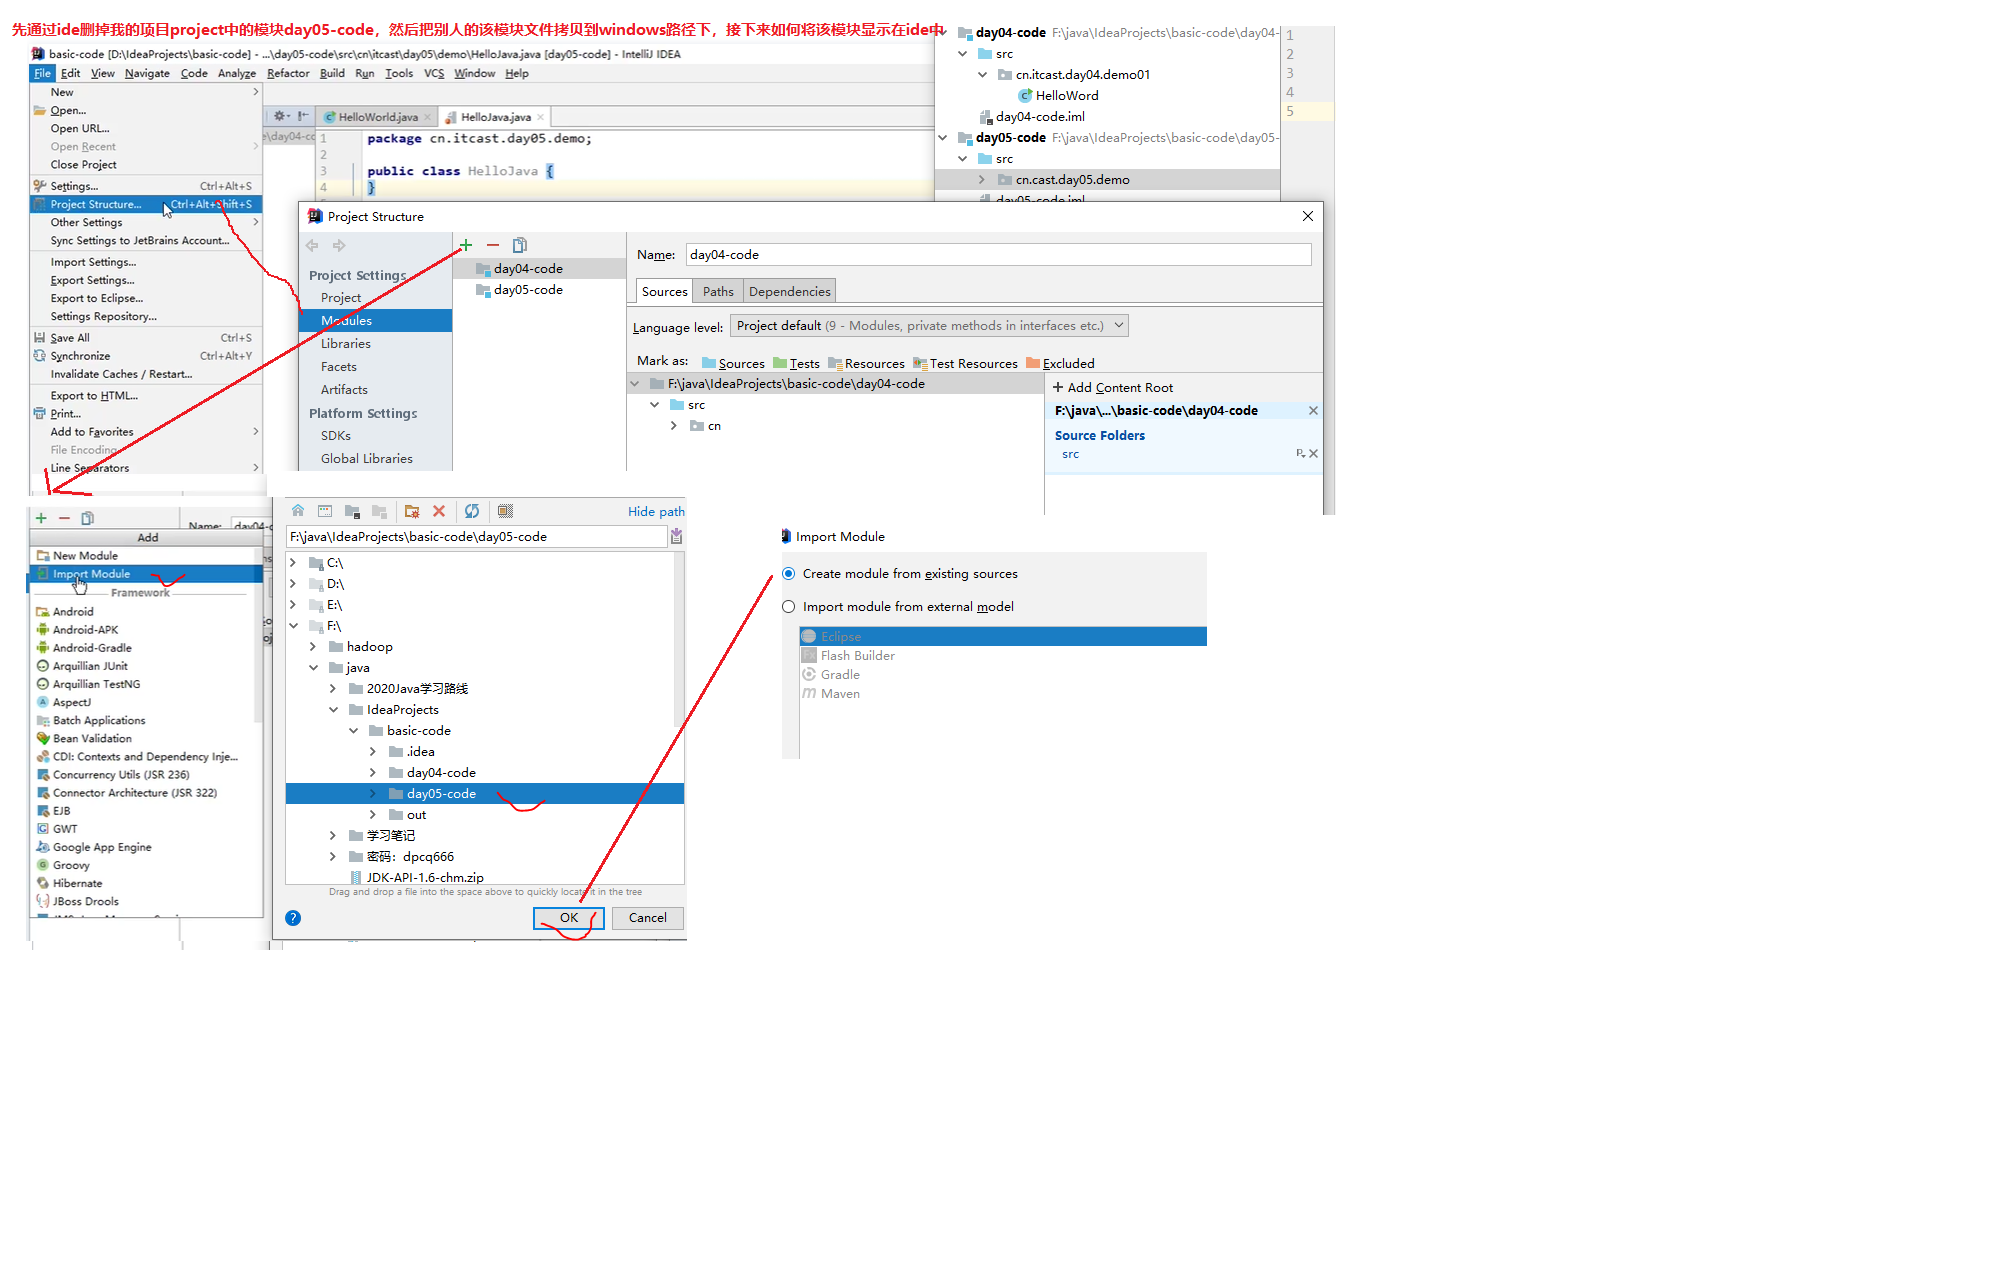 先通过ide删掉我的项目project中的模块day05-code，然后把别人的该模块文件拷贝到windows路径下，接下来如何将该模块显示在ide中
basic-code [D:\IdeaProjects\basic-code] - ...\day05-code\src\cn\itcast\day05\demo\HelloJava.java [day05-code] - IntelliJ IDEA
File Edit View Navigate Code Analyze Refactor Build Run Tools VCS Window Help
New
Open...
Open URL...
Open Recent
Close Project
Settings... Ctrl+Alt+S
Project Structure... Ctrl+Alt+Shift+S
Other Settings
Sync Settings to JetBrains Account...
Import Settings...
Export Settings...
Export to Eclipse...
Settings Repository...
Save All Ctrl+S
Synchronize Ctrl+Alt+Y
Invalidate Caches / Restart...
Export to HTML...
Print...
Add to Favorites
File Encoding
Line Separators
\day04-cc
HelloWorld.java HelloJava.java
1 package cn.itcast.day05.demo;
2
3 public class HelloJava {
4 }
day04-code F:\java\IdeaProjects\basic-code\day04-
src
cn.itcast.day04.demo01
HelloWord
day04-code.iml
day05-code F:\java\IdeaProjects\basic-code\day05-
src
cn.cast.day05.demo
day05-code.iml
1
2
3
4
5
Project Structure
Project Settings
Project
Modules
Libraries
Facets
Artifacts
Platform Settings
SDKs
Global Libraries
day04-code
day05-code
Name: day04-code
Sources Paths Dependencies
Language level: Project default (9 - Modules, private methods in interfaces etc.)
Mark as: Sources Tests Resources Test Resources Excluded
F:\java\IdeaProjects\basic-code\day04-code
src
cn
+ Add Content Root
F:\java\...\basic-code\day04-code
Source Folders
src
Name: day04-c
Add
New Module
Import Module
Framework
Android
Android-APK
Android-Gradle
Arquillian JUnit
Arquillian TestNG
AspectJ
Batch Applications
Bean Validation
CDI: Contexts and Dependency Inje...
Concurrency Utils (JSR 236)
Connector Architecture (JSR 322)
EJB
GWT
Google App Engine
Groovy
Hibernate
JBoss Drools
Hide path
F:\java\IdeaProjects\basic-code\day05-code
C:\
D:\
E:\
F:\
hadoop
java
2020Java学习路线
IdeaProjects
basic-code
.idea
day04-code
day05-code
out
学习笔记
密码：dpcq666
JDK-API-1.6-chm.zip
Drag and drop a file into the space above to quickly locate it in the tree
? OK Cancel
Import Module
Create module from existing sources
Import module from external model
Eclipse
Flash Builder
Gradle
Maven